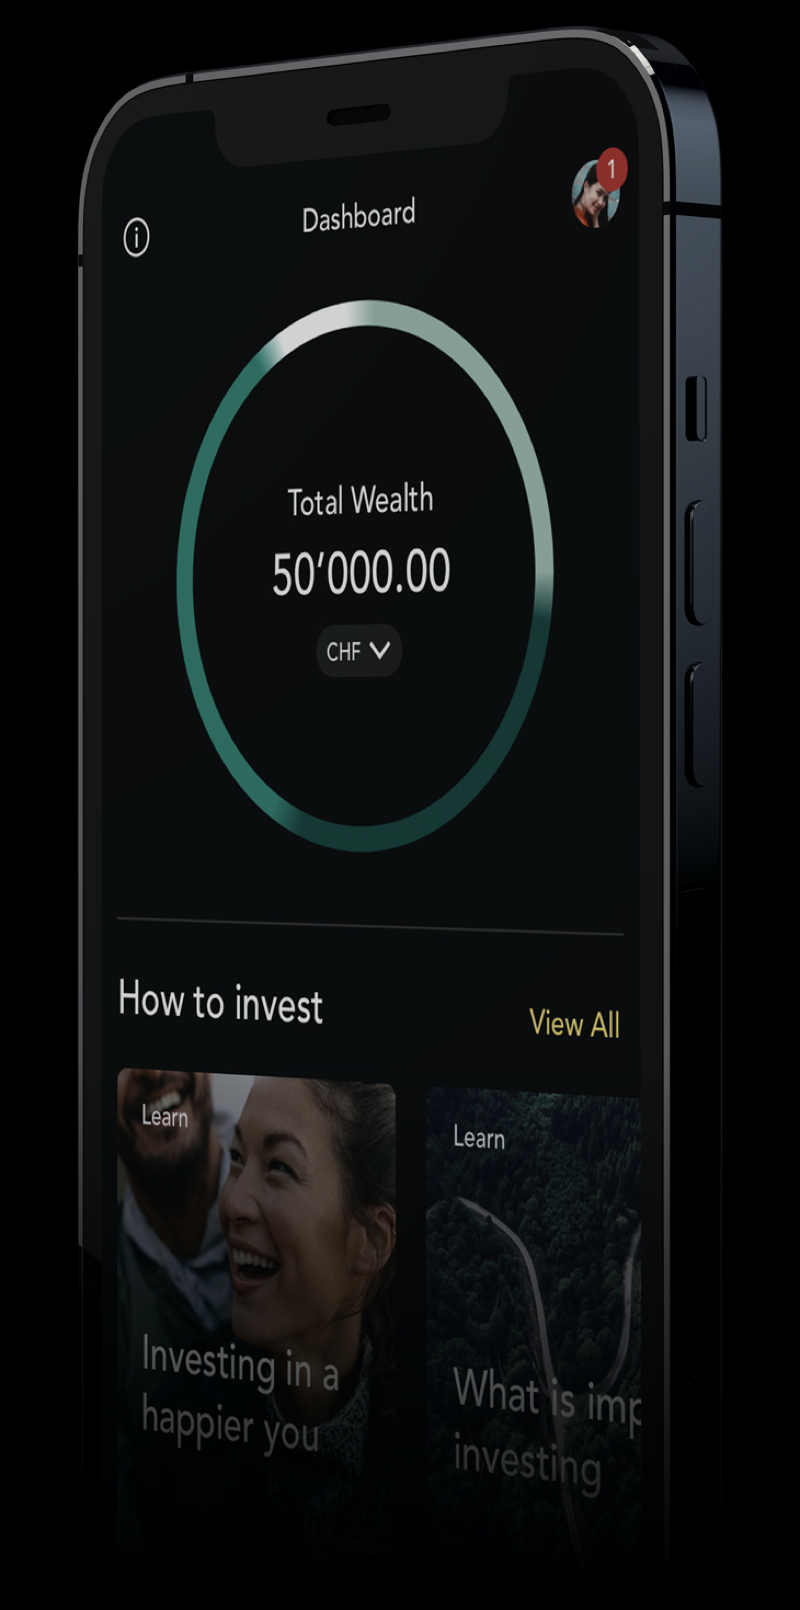 Dashboard
1
Total Wealth
50’000.00
CHF
How to invest
View All
Learn
Investing in a
happier you
Learn
What is imp
investing